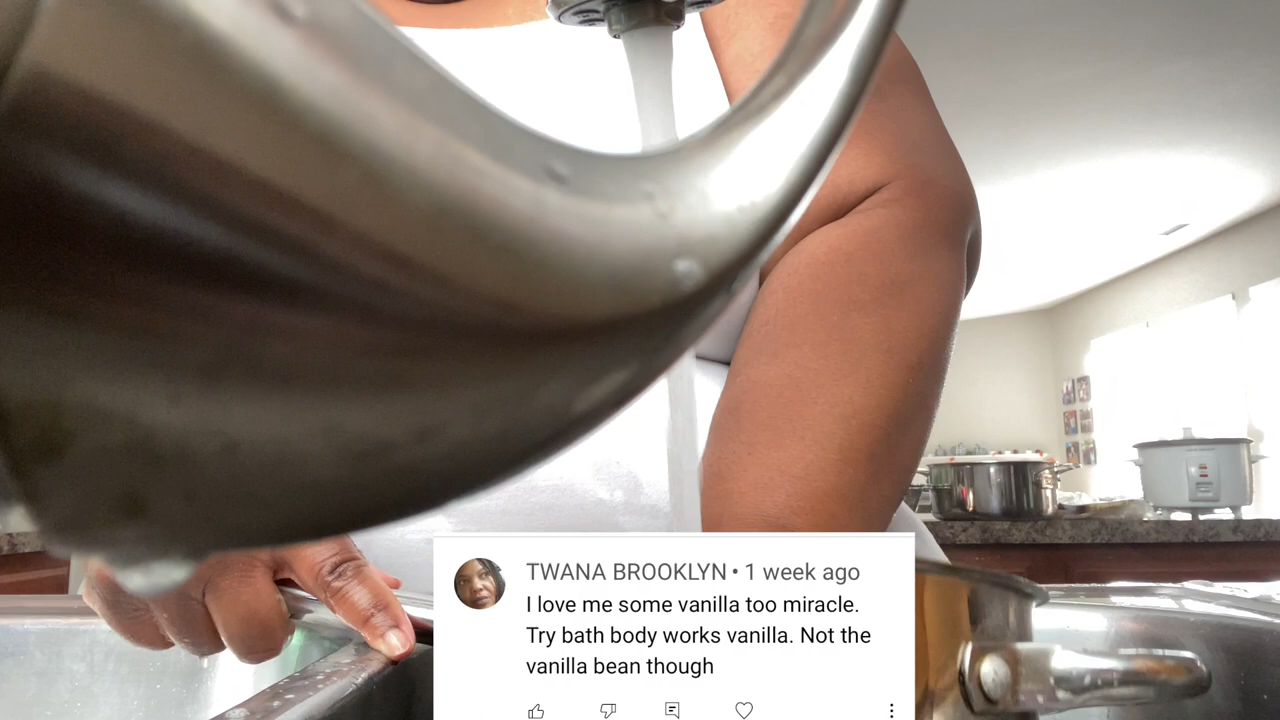 TWANA BROOKLYN • 1 week ago
I love me some vanilla too miracle.
Try bath body works vanilla. Not the
vanilla bean though